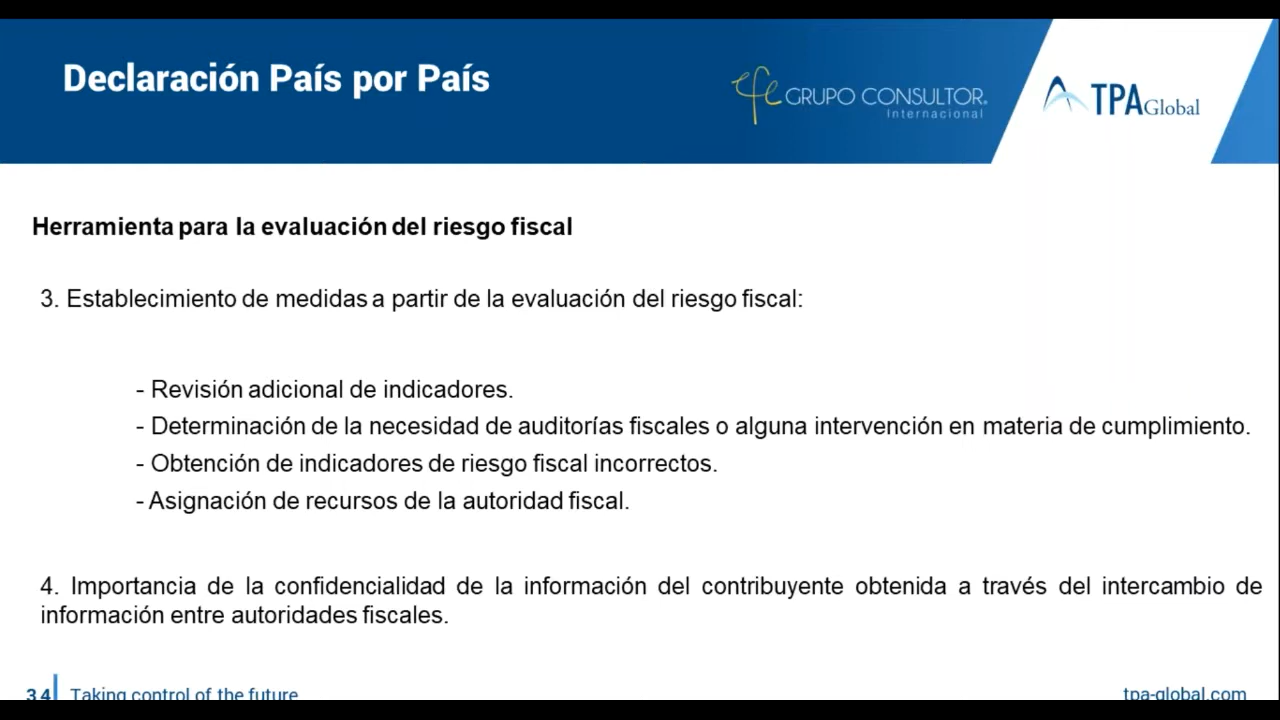 Declaración País por País
efe GRUPO CONSULTOR®
Internacional
TPA Global
Herramienta para la evaluación del riesgo fiscal
3. Establecimiento de medidas a partir de la evaluación del riesgo fiscal:
- Revisión adicional de indicadores.
- Determinación de la necesidad de auditorías fiscales o alguna intervención en materia de cumplimiento.
- Obtención de indicadores de riesgo fiscal incorrectos.
- Asignación de recursos de la autoridad fiscal.
4. Importancia de la confidencialidad de la información del contribuyente obtenida a través del intercambio de
información entre autoridades fiscales.
34 Taking control of the future
tpa-global.com